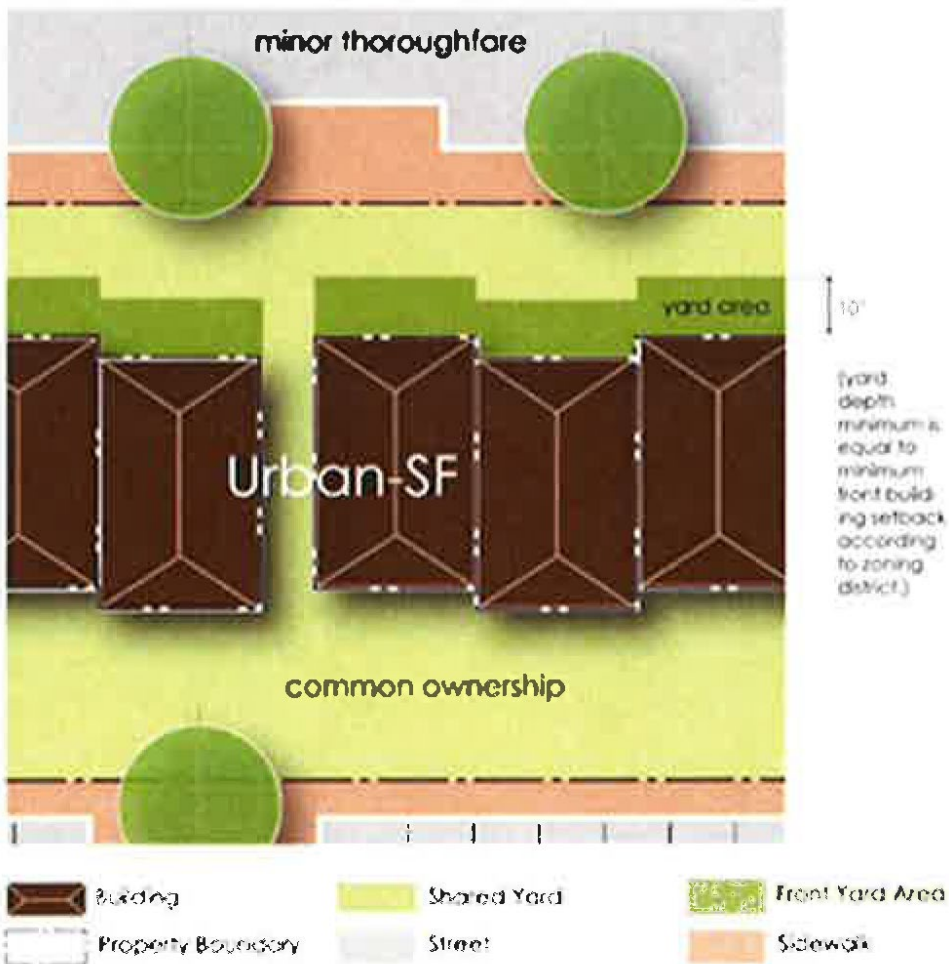 minor thoroughfare
yard area
10'
(yard
depth
minimum is
equal to
minimum
front build-
ing setback
according
to zoning
district.)
Urban-SF
common ownership
Building
Shared Yard
Front Yard Area
Property Boundary
Street
Sidewalk